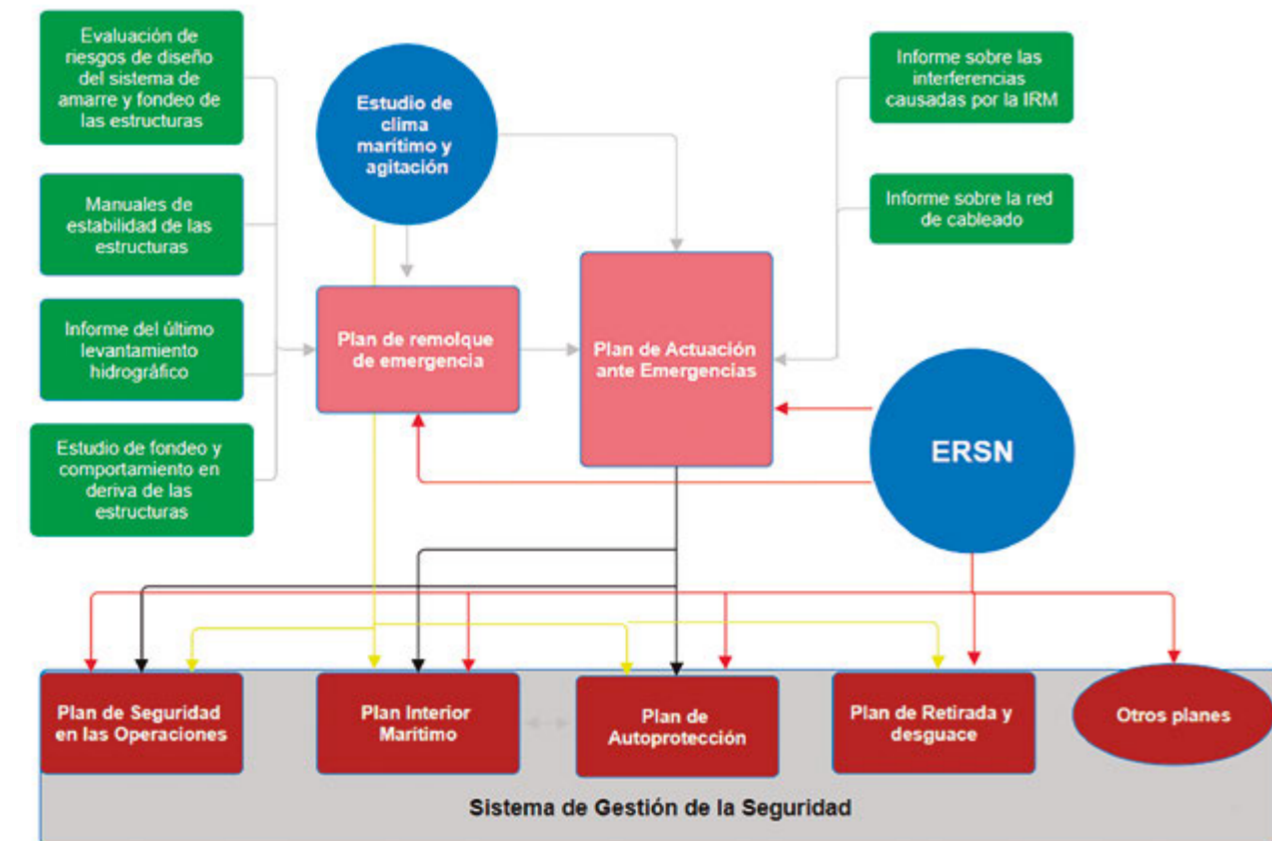 Evaluación de
riesgos de diseño
del sistema de
amarre y fondeo de
las estructuras
Estudio de
clima
marítimo y
agitación
Informe sobre las
interferencias
causadas por la IRM
Manuales de
estabilidad de las
estructuras
Informe sobre la red
de cableado
Informe del último
levantamiento
hidrográfico
Plan de remolque
de emergencia
Plan de Actuación
ante Emergencias
Estudio de fondeo y
comportamiento en
deriva de las
estructuras
ERSN
Plan de Seguridad
en las Operaciones
Plan Interior
Marítimo
Plan de
Autoprotección
Plan de Retirada y
desguace
Otros planes
Sistema de Gestión de la Seguridad